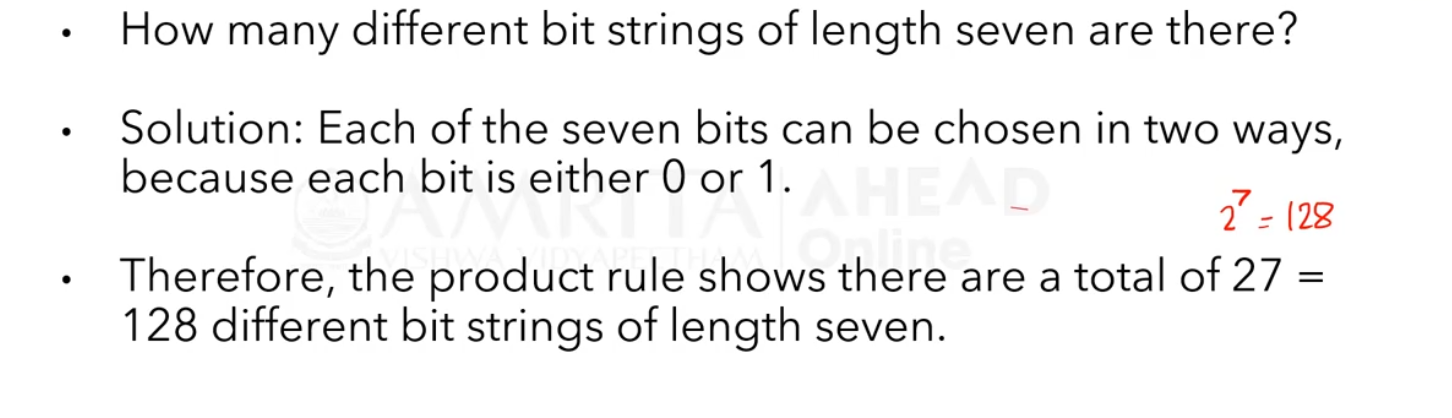 • How many different bit strings of length seven are there?
• Solution: Each of the seven bits can be chosen in two ways,
because each bit is either 0 or 1.
AMRITA AHEAD
VISHWA VIDYAPEETHAM Online
2⁷ = 128
• Therefore, the product rule shows there are a total of 27 =
128 different bit strings of length seven.